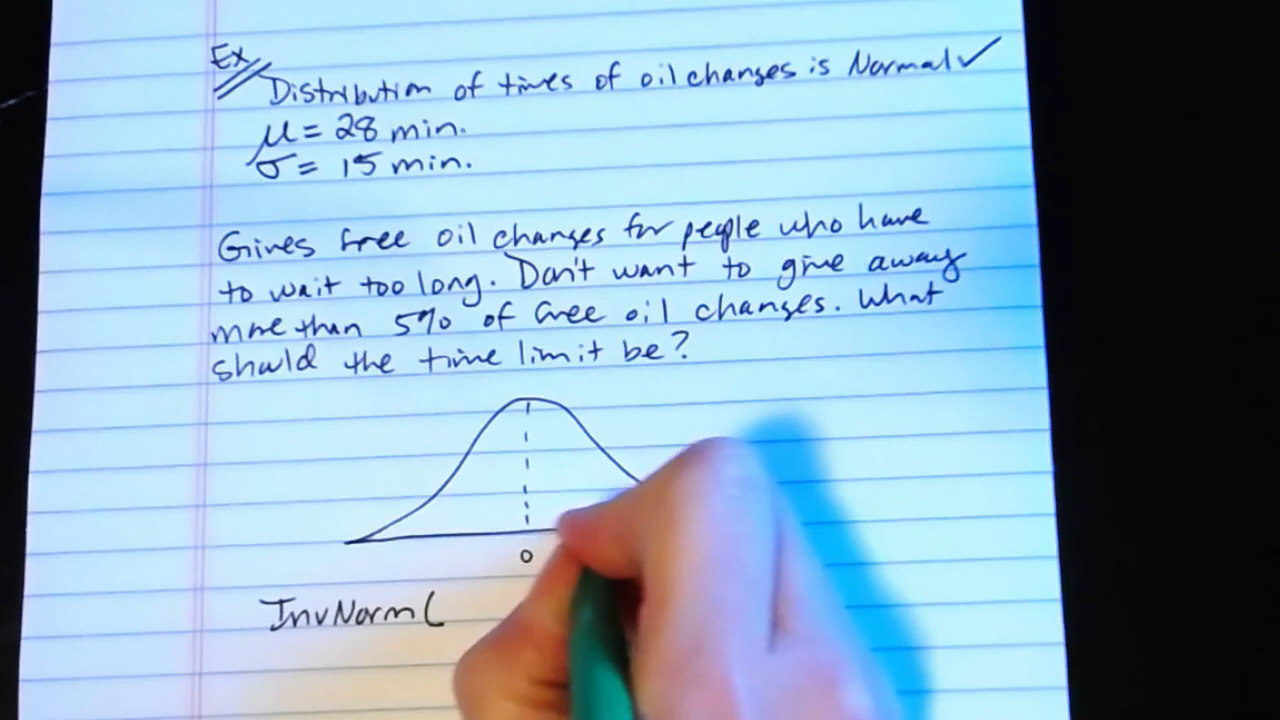 Ex
Distribution of times of oil changes is Normal ✓
μ = 28 min.
σ = 15 min.
Gives free oil changes for people who have
to wait too long. Don't want to give away
more than 5% of free oil changes. What
should the time limit be?
0
InvNorm(